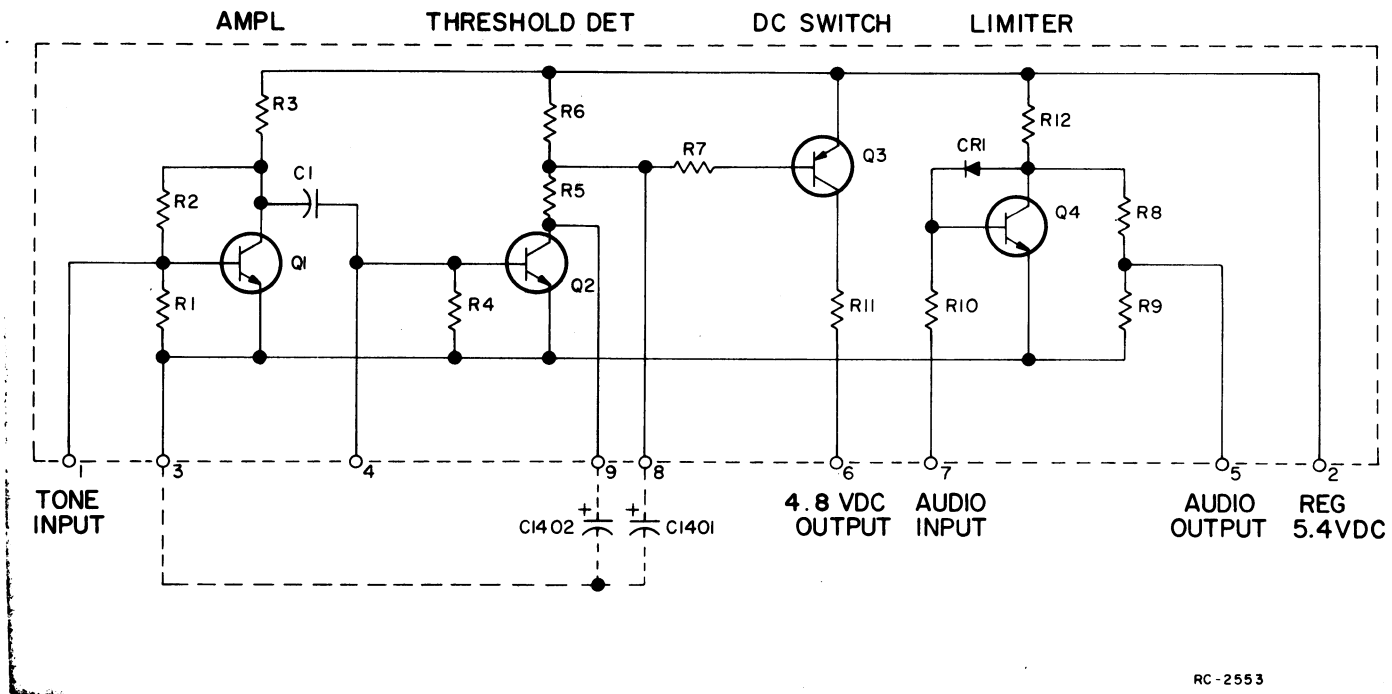 AMPL
THRESHOLD DET
DC SWITCH
LIMITER
R3
R6
R12
R7
Q3
CR1
C1
R2
R5
Q4
R8
Q1
Q2
R1
R4
R11
R10
R9
1
3
4
9
8
6
7
5
2
TONE
INPUT
4.8 VDC
OUTPUT
AUDIO
INPUT
AUDIO
OUTPUT
REG
5.4VDC
+
C1402
+
C1401
RC-2553